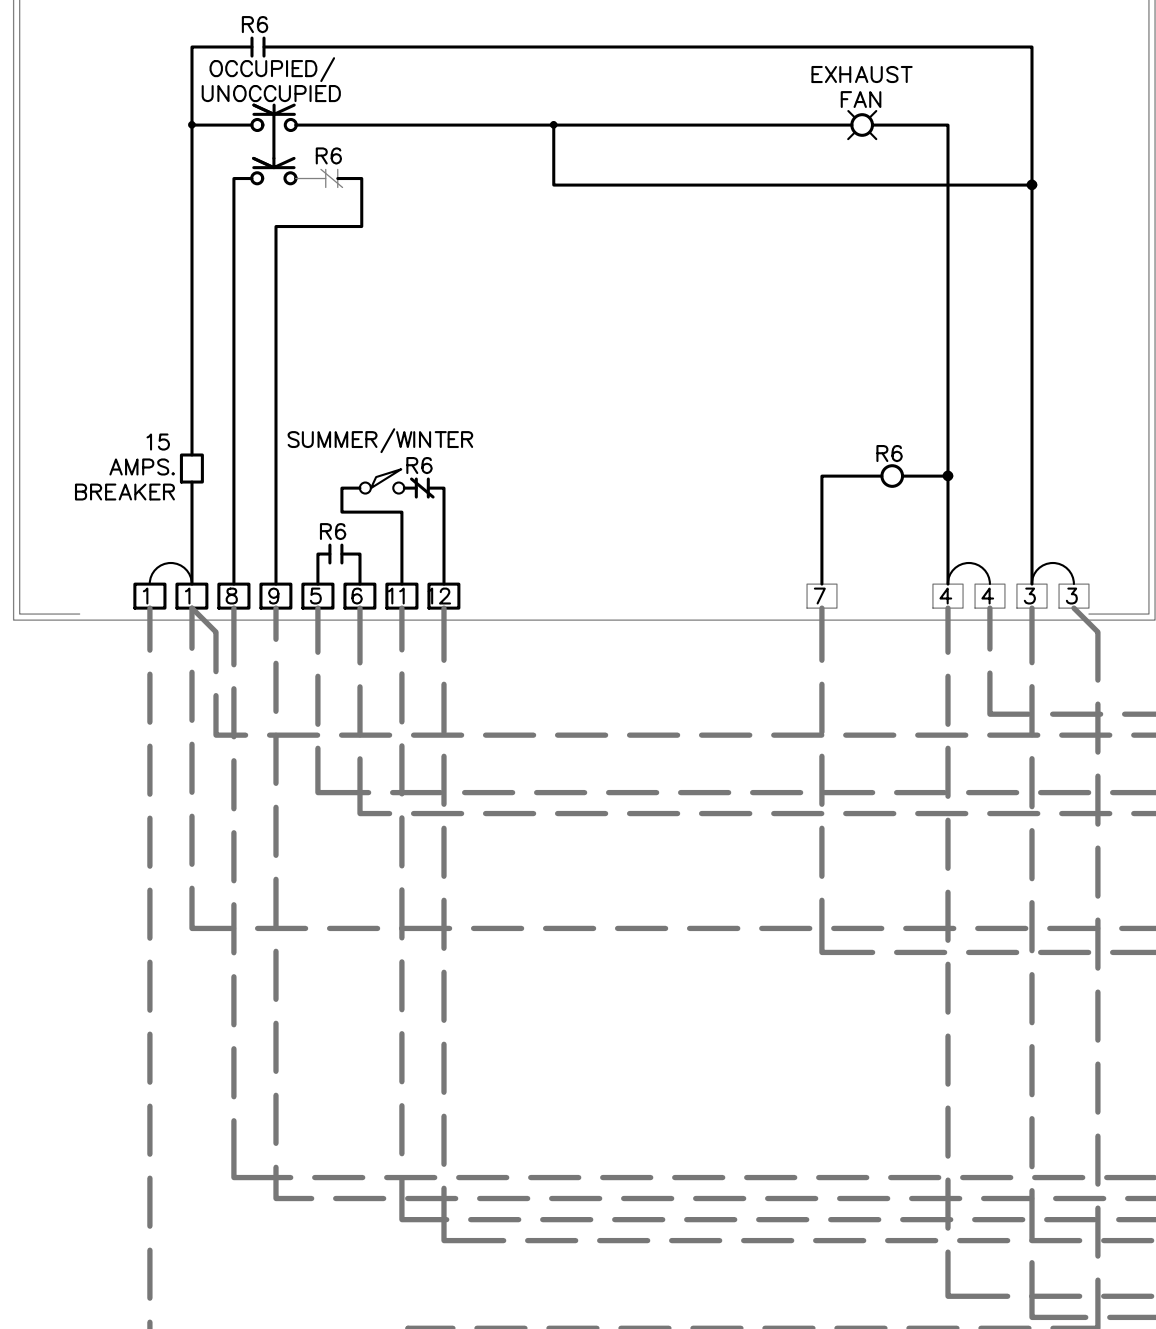 R6
OCCUPIED/
UNOCCUPIED
EXHAUST
FAN
R6
15
AMPS.
BREAKER
SUMMER/WINTER
R6
R6
R6
1 1 8 9 5 6 11 12 7 4 4 3 3